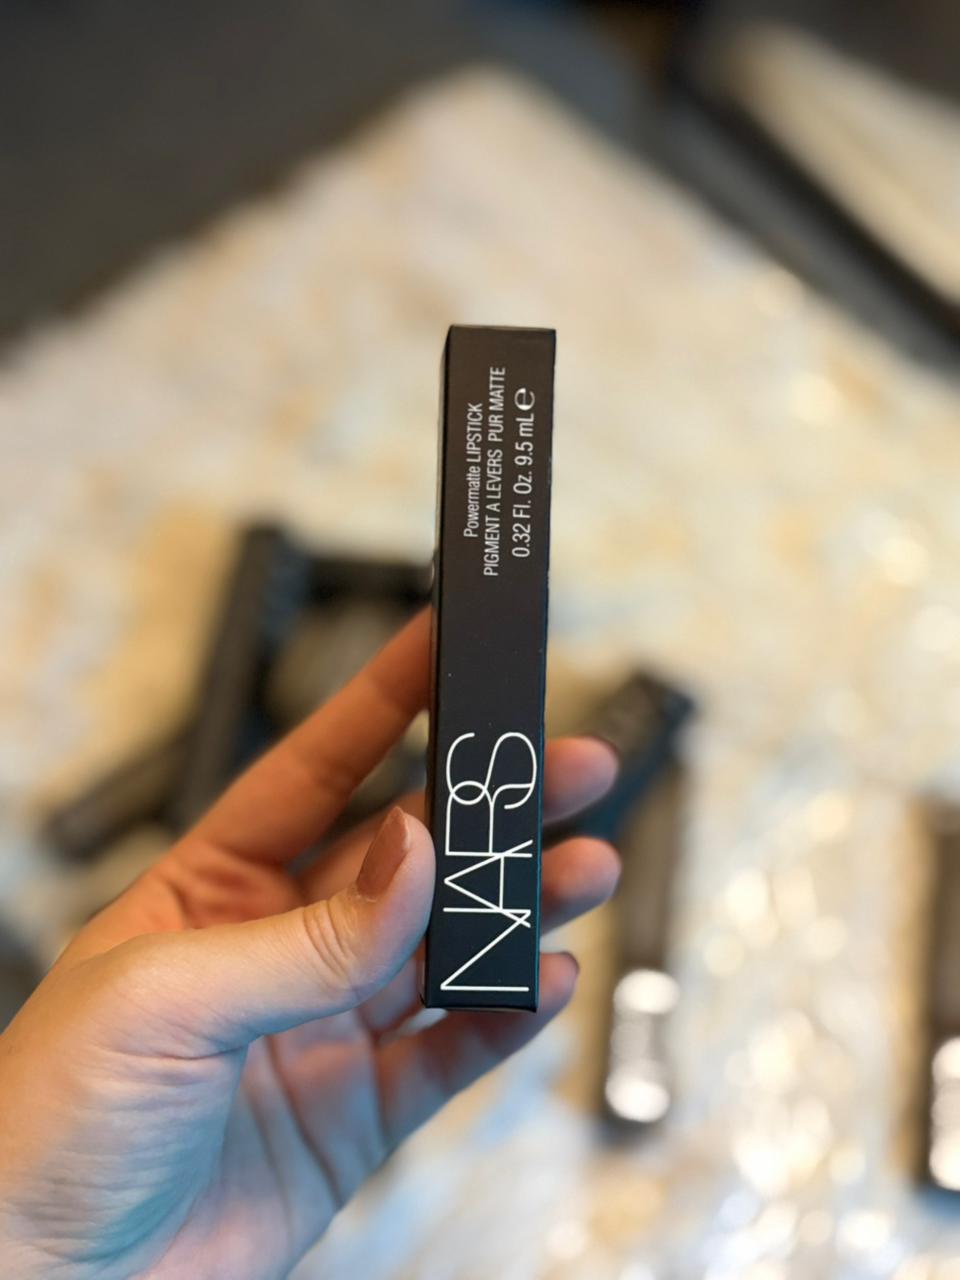 Powermatte LIPSTICK
PIGMENT A LEVERS PUR MATTE
0.32 Fl. Oz. 9.5 mL ℮
NARS